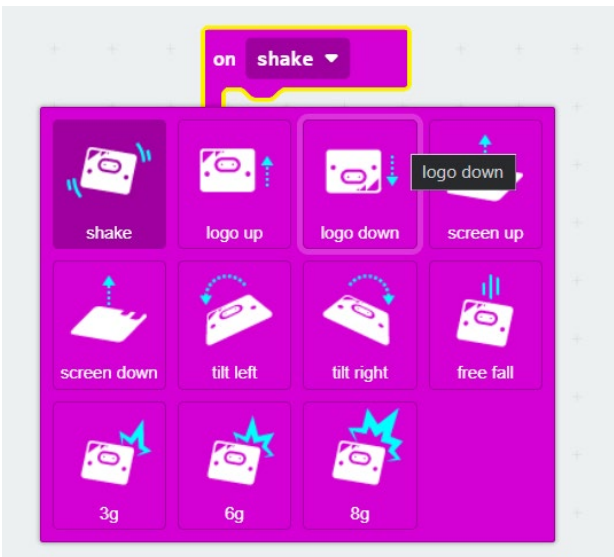 on shake
shake
logo up
logo down
screen up
logo down
screen down
tilt left
tilt right
free fall
3g
6g
8g